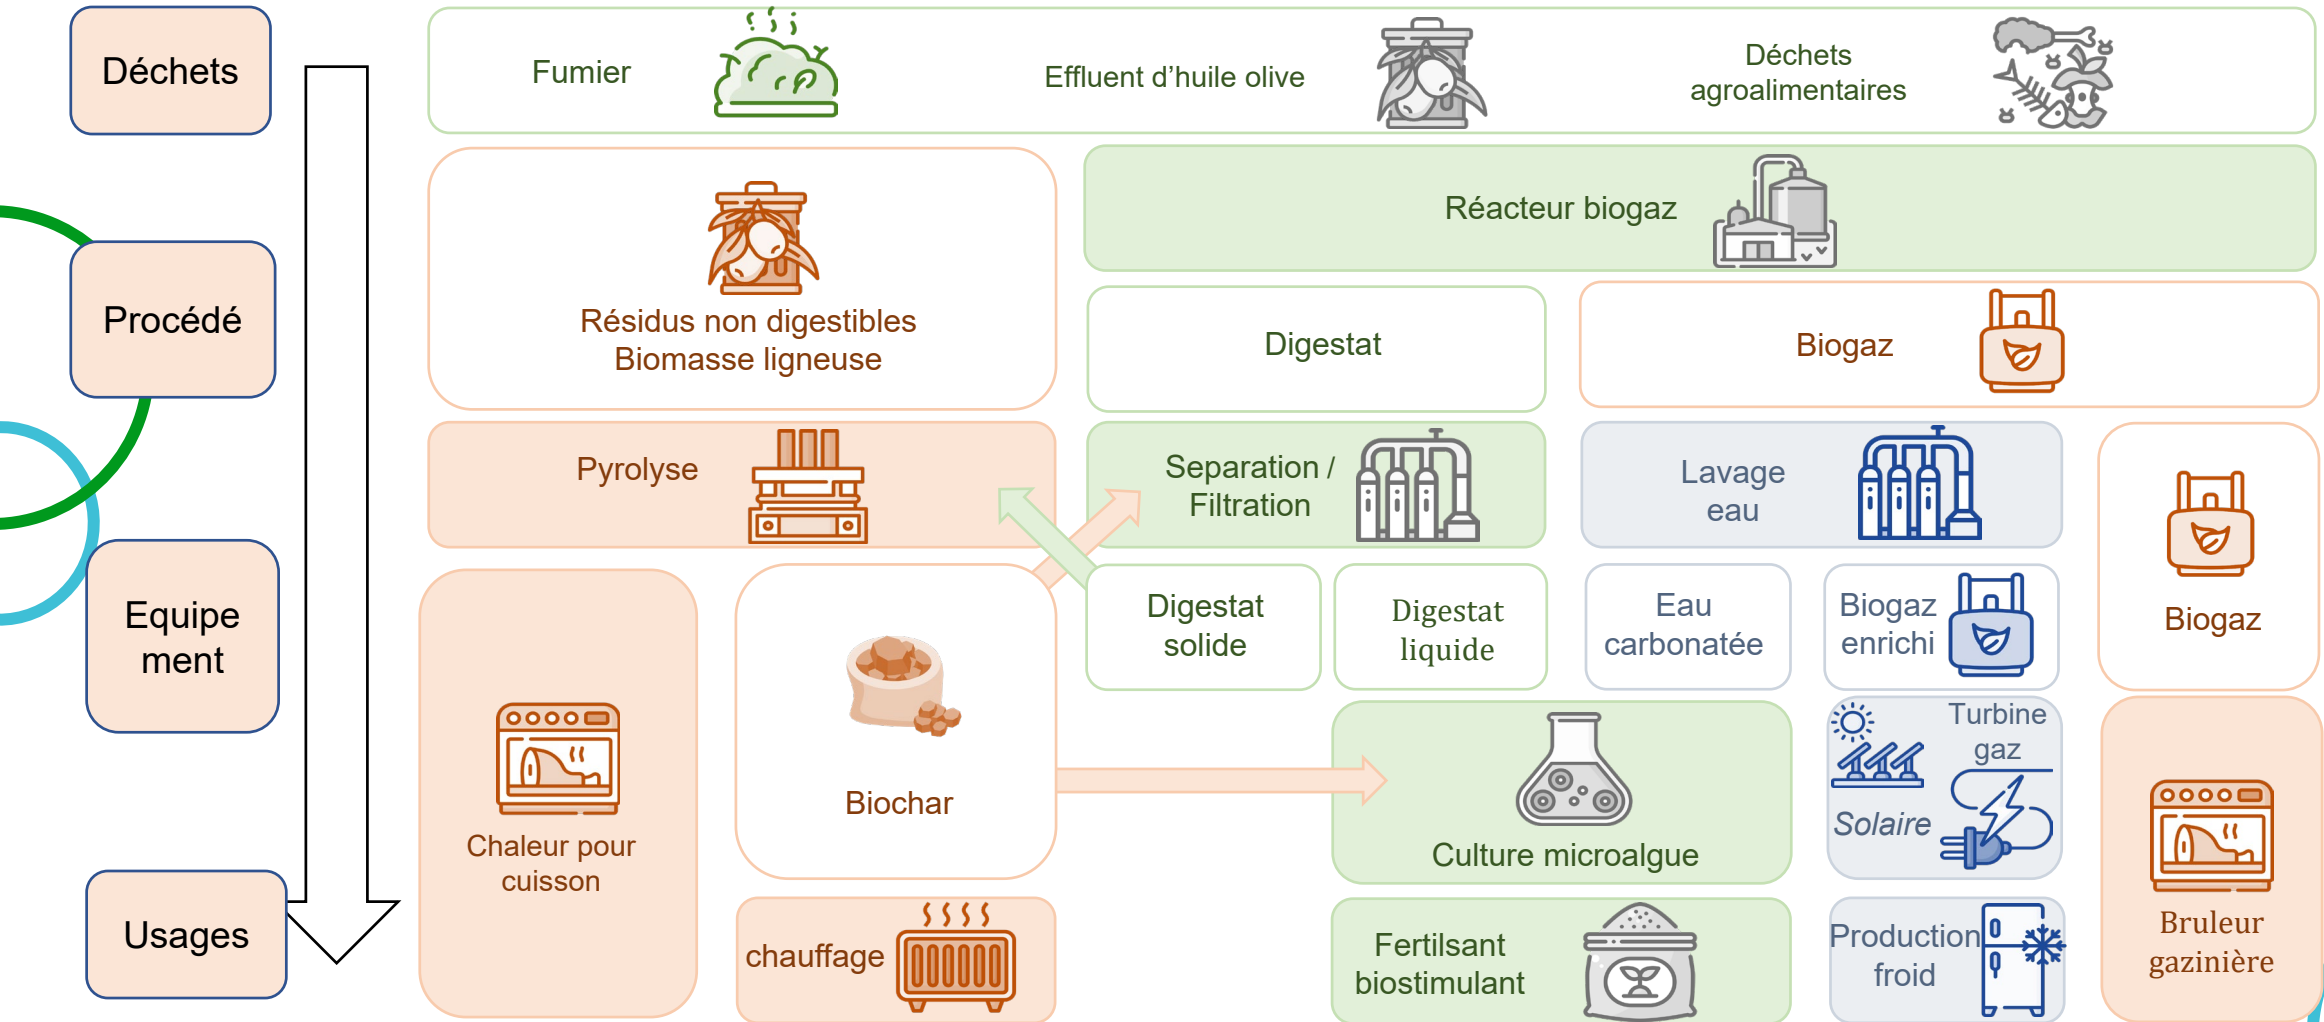 Déchets
Fumier
Effluent d’huile olive
Déchets
agroalimentaires
Procédé
Résidus non digestibles
Biomasse ligneuse
Réacteur biogaz
Digestat
Biogaz
Pyrolyse
Separation /
Filtration
Lavage
eau
Biogaz
Equipe
ment
Chaleur pour
cuisson
Biochar
Digestat
solide
Digestat
liquide
Eau
carbonatée
Biogaz
enrichi
Culture microalgue
Turbine
gaz
Solaire
Usages
chauffage
Fertilsant
biostimulant
Production
froid
Bruleur
gazinière